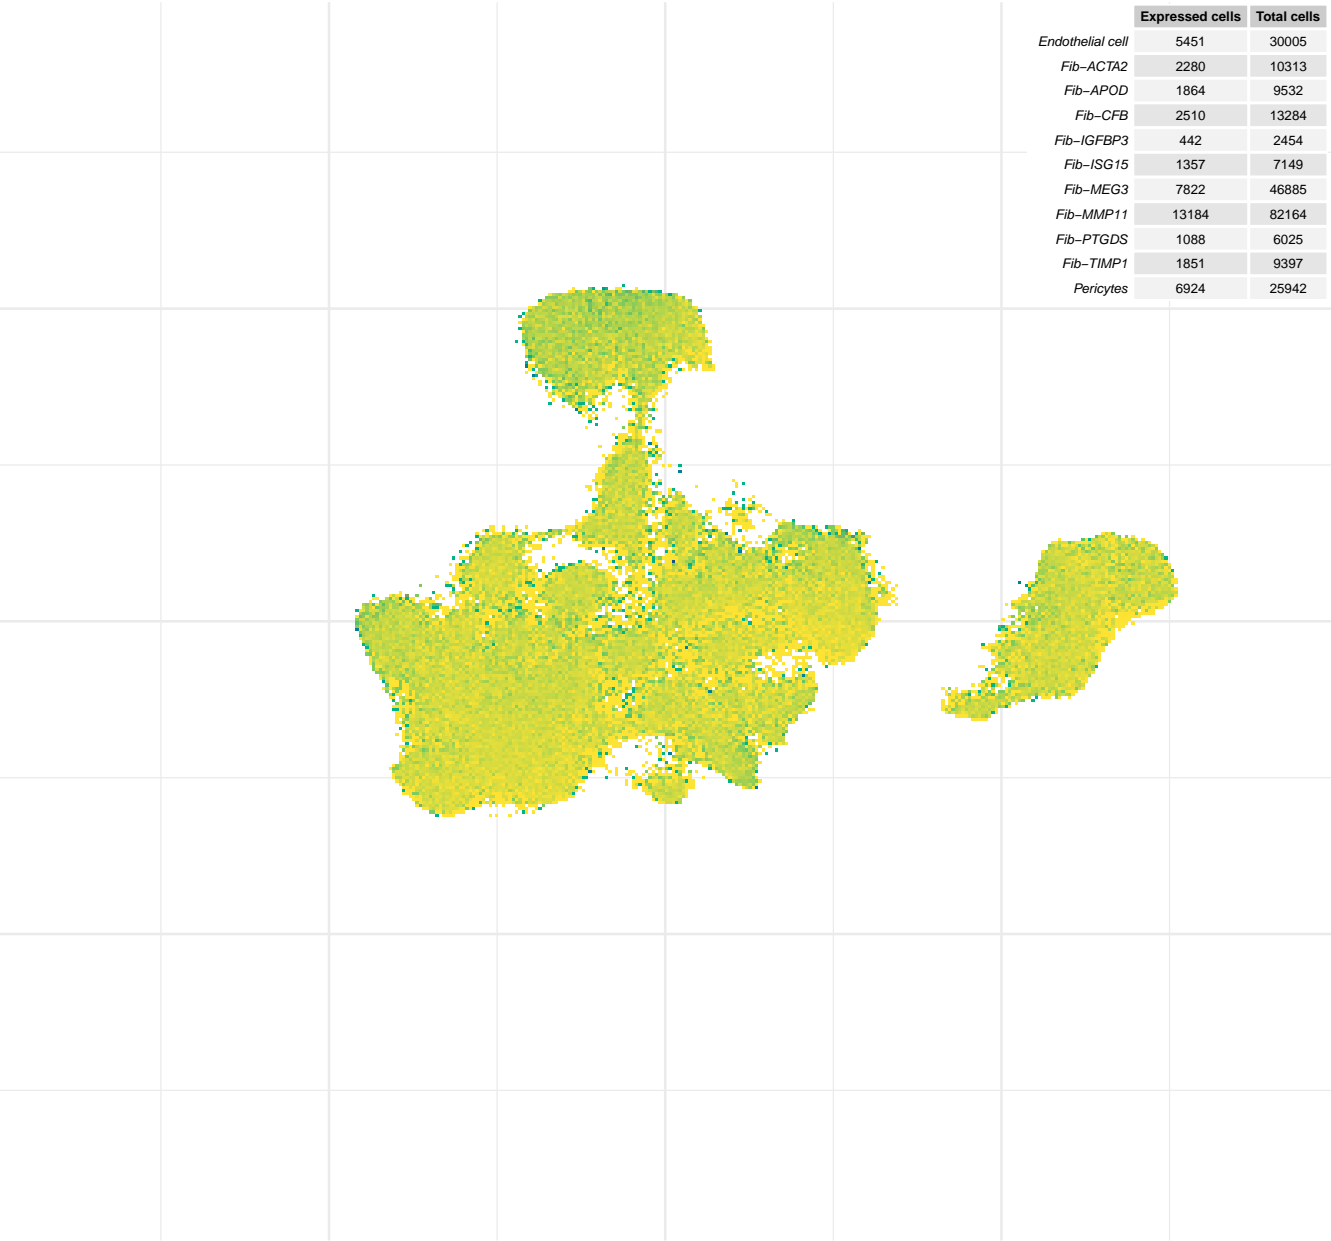 Expressed cells Total cells
Endothelial cell 5451 30005
Fib−ACTA2 2280 10313
Fib−APOD 1864 9532
Fib−CFB 2510 13284
Fib−IGFBP3 442 2454
Fib−ISG15 1357 7149
Fib−MEG3 7822 46885
Fib−MMP11 13184 82164
Fib−PTGDS 1088 6025
Fib−TIMP1 1851 9397
Pericytes 6924 25942